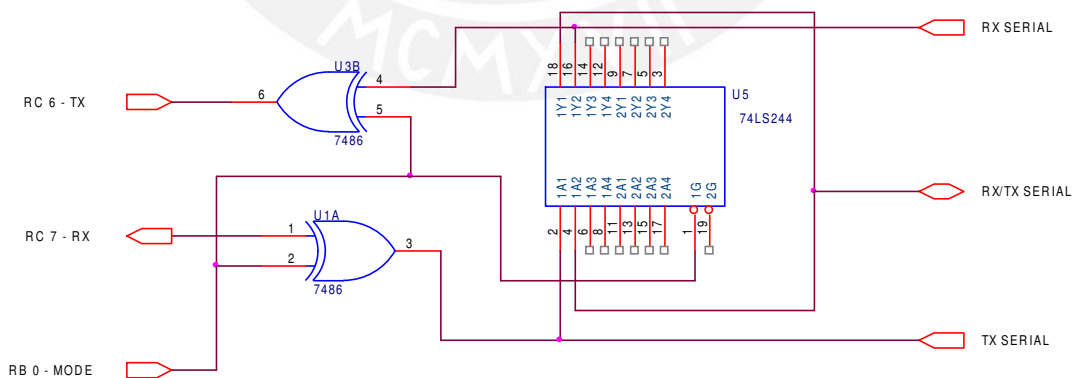 MCMXVII
RX SERIAL
18 16 14 12 9 7 5 3
U3B
4
RC 6 - TX
6
1Y1 1Y2 1Y3 1Y4 2Y1 2Y2 2Y3 2Y4
U5
5
74LS244
7486
1A1 1A2 1A3 1A4 2A1 2A2 2A3 2A4 1G 2G
RX/TX SERIAL
U1A
RC 7 - RX
1
2 4 6 8 11 13 15 17 1 19
3
2
7486
TX SERIAL
RB 0 - MODE